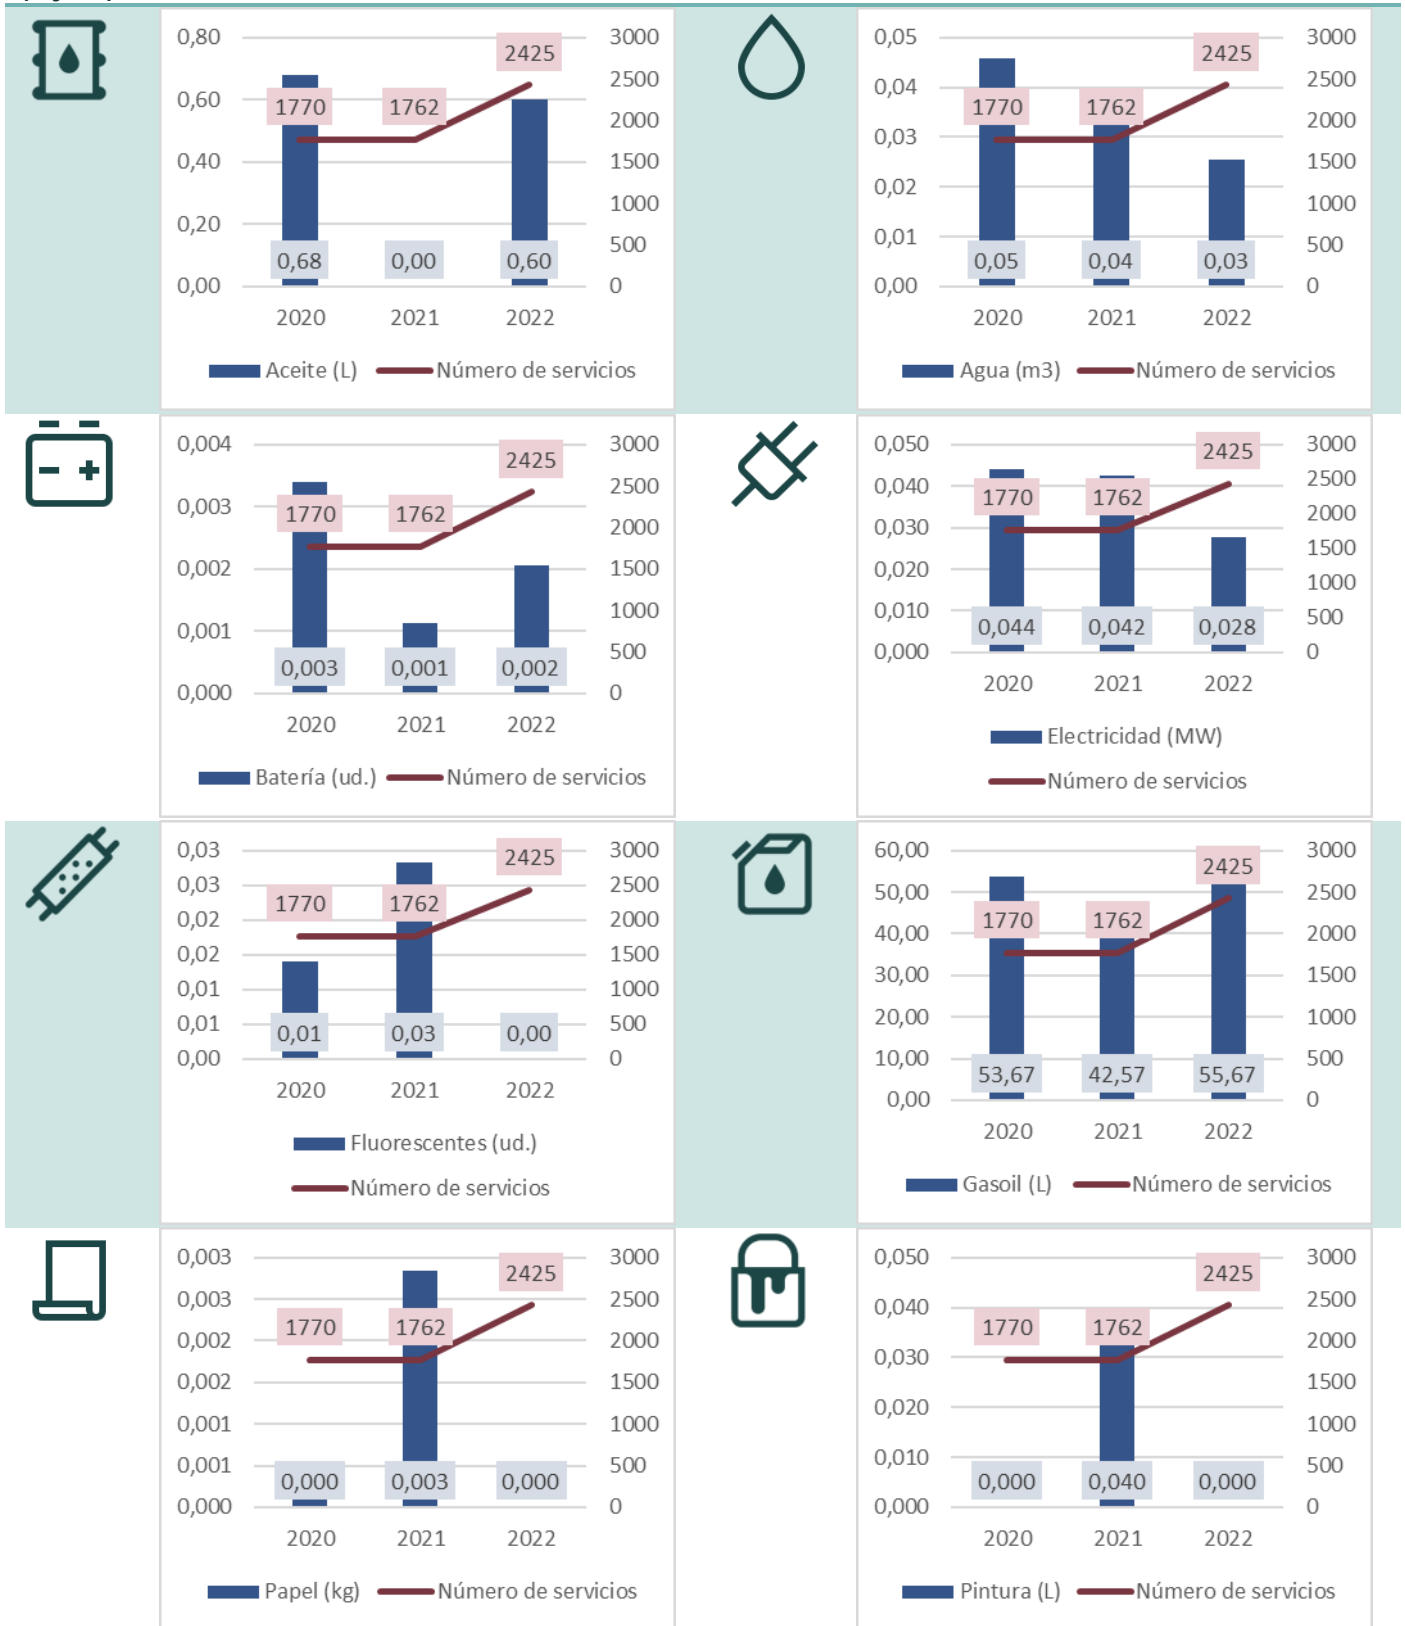 0,80 3000
2425
2500
0,60 1770 1762
2000
0,40 1500
1000
0,20
500
0,68 0,00 0,60
0,00 0
2020 2021 2022
Aceite (L) Número de servicios
0,05 3000
2425
0,04 2500
1770 1762
2000
0,03
1500
0,02
1000
0,01 500
0,05 0,04 0,03
0,00 0
2020 2021 2022
Agua (m3) Número de servicios
0,004 3000
2425
2500
0,003 1770 1762
2000
0,002 1500
1000
0,001
500
0,003 0,001 0,002
0,000 0
2020 2021 2022
Batería (ud.) Número de servicios
0,050 3000
2425
0,040 2500
1770 1762
2000
0,030
1500
0,020
1000
0,010 500
0,044 0,042 0,028
0,000 0
2020 2021 2022
Electricidad (MW)
Número de servicios
0,03 3000
2425
0,03 2500
1770 1762
0,02 2000
0,02 1500
0,01 1000
0,01 500
0,01 0,03 0,00
0,00 0
2020 2021 2022
Fluorescentes (ud.)
Número de servicios
60,00 3000
2425
50,00 2500
1770 1762
40,00 2000
30,00 1500
20,00 1000
10,00 500
53,67 42,57 55,67
0,00 0
2020 2021 2022
Gasoil (L) Número de servicios
0,003 3000
2425
0,003 2500
1770 1762
0,002 2000
0,002 1500
0,001 1000
0,001 500
0,000 0,003 0,000
0,000 0
2020 2021 2022
Papel (kg) Número de servicios
0,050 3000
2425
0,040 2500
1770 1762
2000
0,030
1500
0,020
1000
0,010 500
0,000 0,040 0,000
0,000 0
2020 2021 2022
Pintura (L) Número de servicios